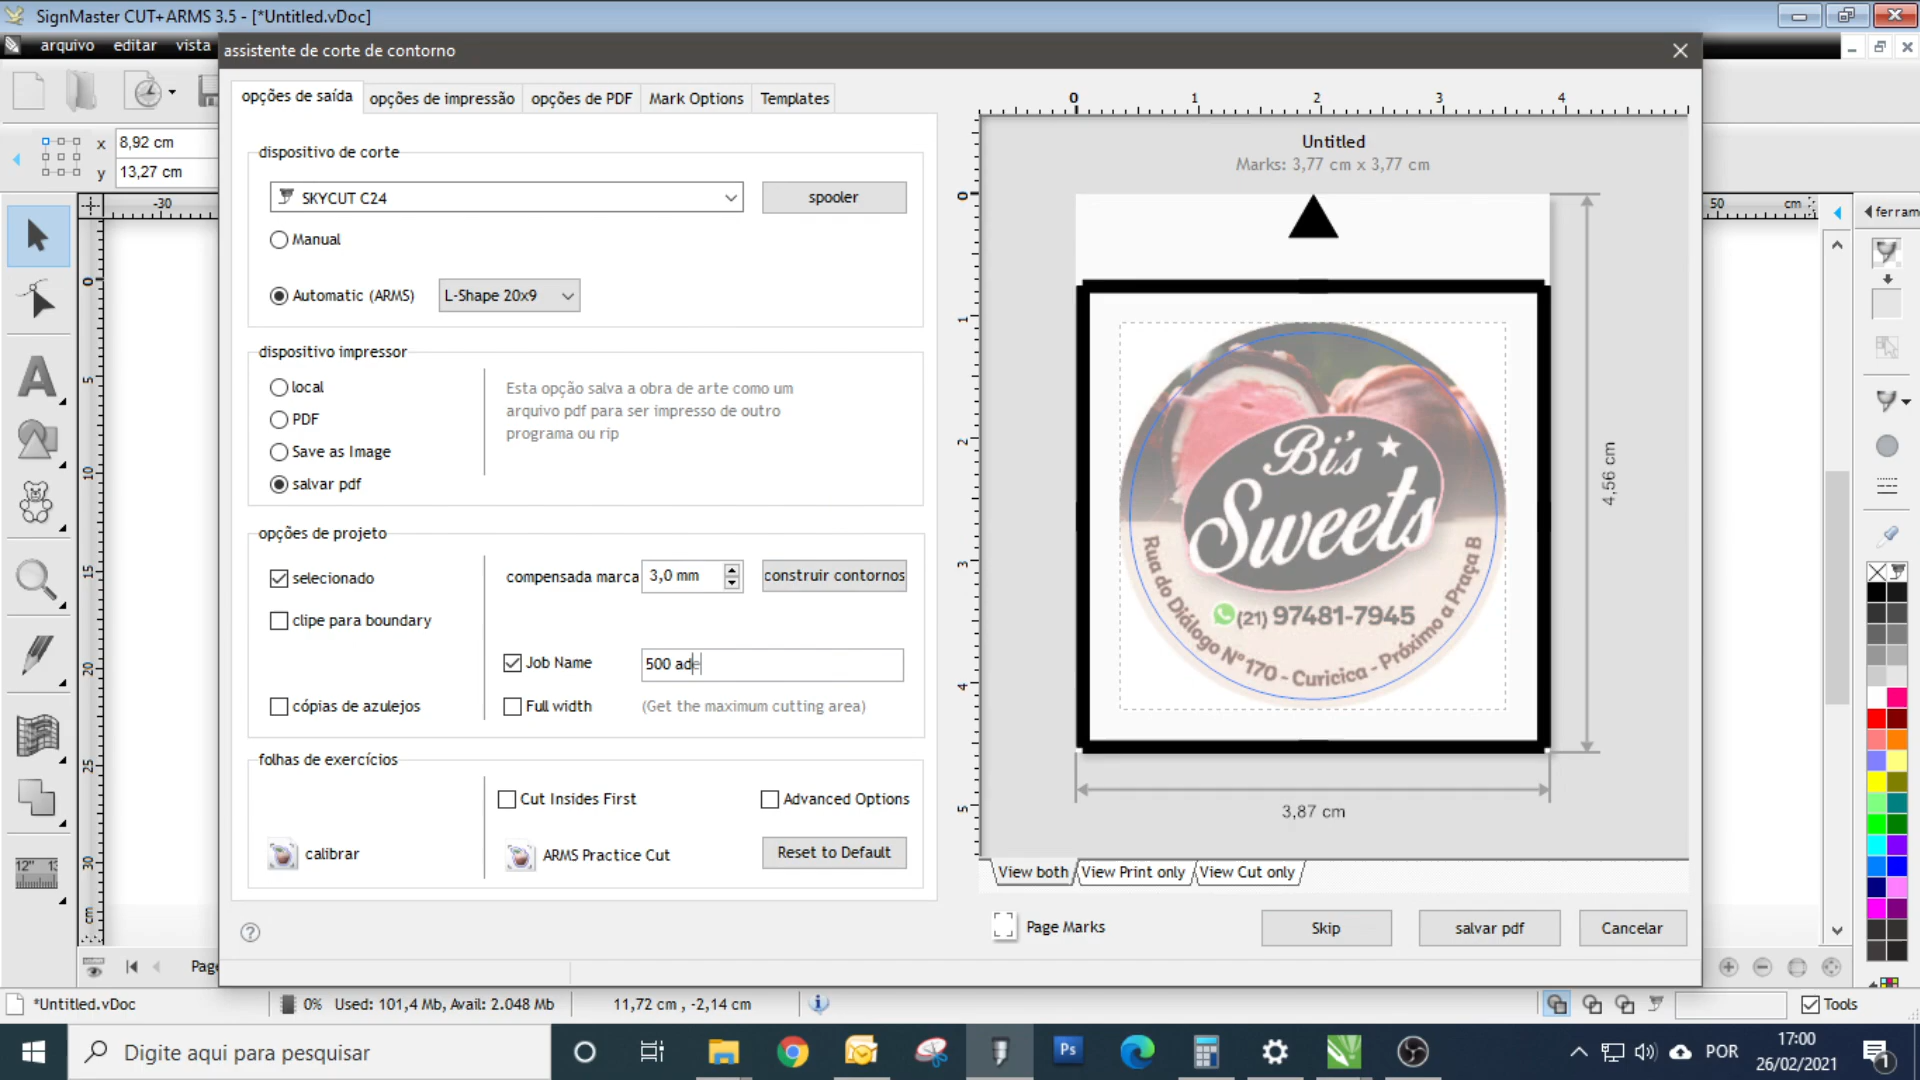 SignMaster CUT+ARMS 3.5 - [*Untitled.vDoc]
arquivo editar vista
assistente de corte de contorno
opções de saída opções de impressão opções de PDF Mark Options Templates
x 8,92 cm
y 13,27 cm
dispositivo de corte
SKYCUT C24
spooler
Manual
Automatic (ARMS) L-Shape 20x9
dispositivo impressor
local
PDF
Save as Image
salvar pdf
Esta opção salva a obra de arte como um
arquivo pdf para ser impresso de outro
programa ou rip
opções de projeto
selecionado
compensada marca 3,0 mm construir contornos
clipe para boundary
Job Name 500 ade
cópias de azulejos
Full width (Get the maximum cutting area)
folhas de exercícios
Cut Insides First Advanced Options
calibrar ARMS Practice Cut Reset to Default
0 1 2 3 4
Untitled
Marks: 3,77 cm x 3,77 cm
0
1
2
3
4
5
Bi's
Sweets
(21) 97481-7945
Rua do Diálogo Nº170 - Curicica - Próximo a Praça B
4,56 cm
3,87 cm
View both View Print only View Cut only
Page Marks Skip salvar pdf Cancelar
-30
50 cm
ferram
0
5
10
15
20
25
30
cm
A
12"
Page
*Untitled.vDoc 0% Used: 101,4 Mb, Avail: 2.048 Mb 11,72 cm , -2,14 cm Tools
Digite aqui para pesquisar
Ps
POR
17:00
26/02/2021
1